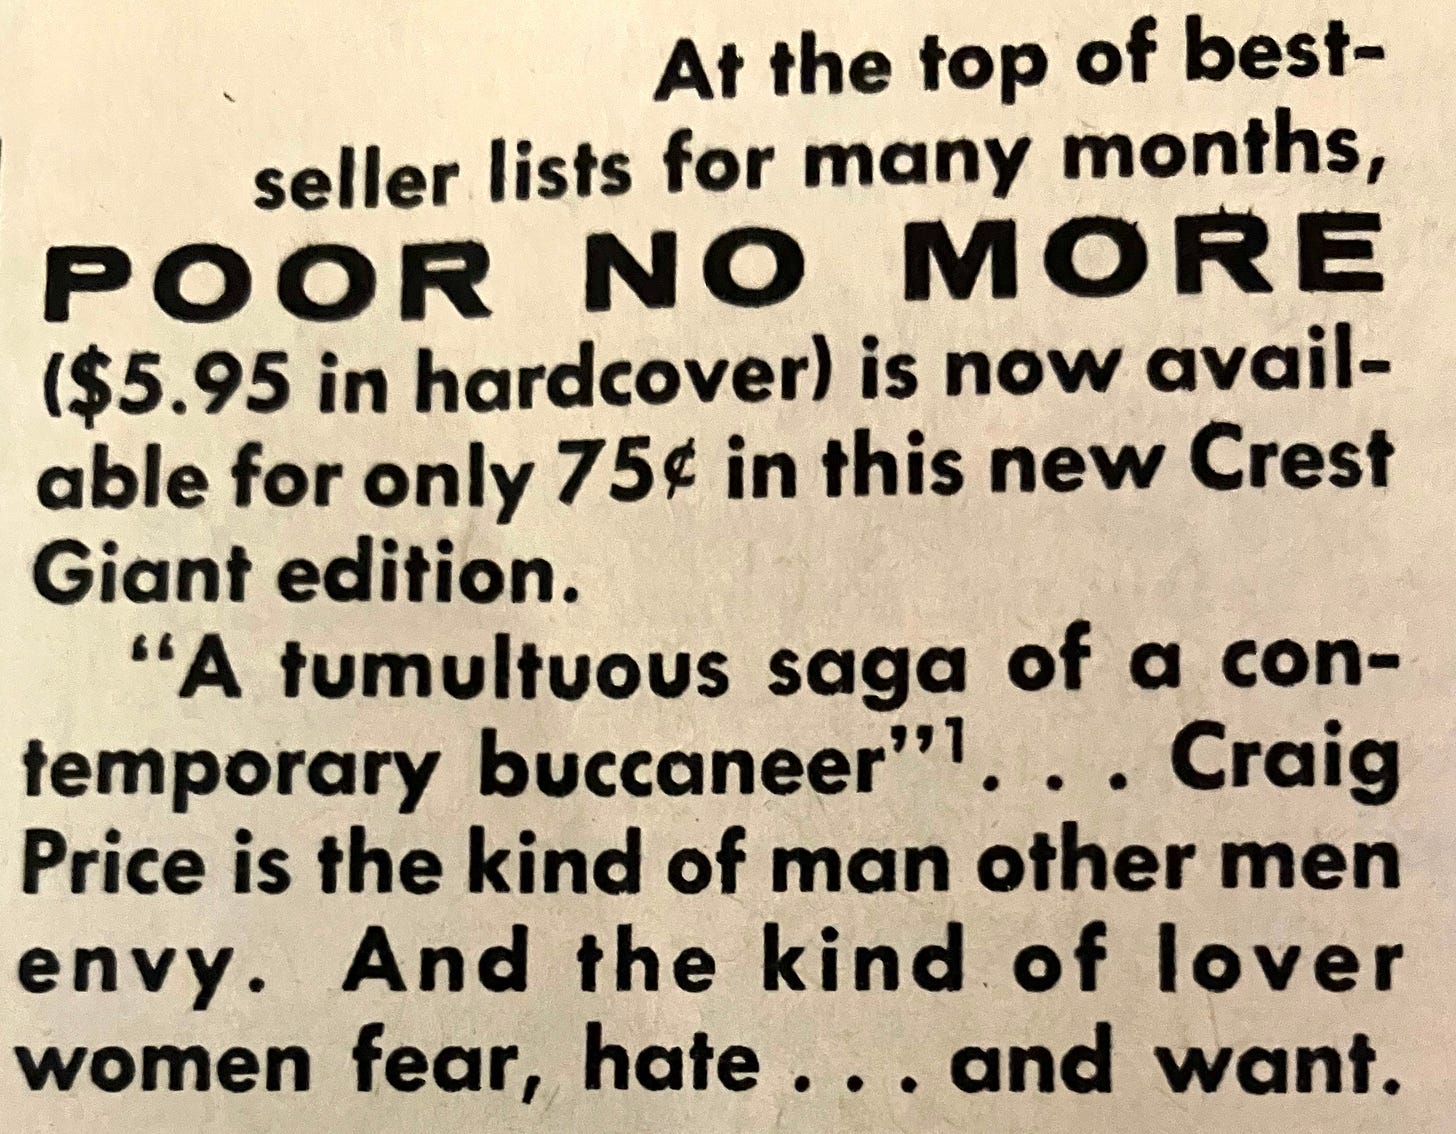 At the top of best-
seller lists for many months,
POOR NO MORE
($5.95 in hardcover) is now avail-
able for only 75¢ in this new Crest
Giant edition.
“A tumultuous saga of a con-
temporary buccaneer”¹. . . Craig
Price is the kind of man other men
envy. And the kind of lover
women fear, hate . . . and want.